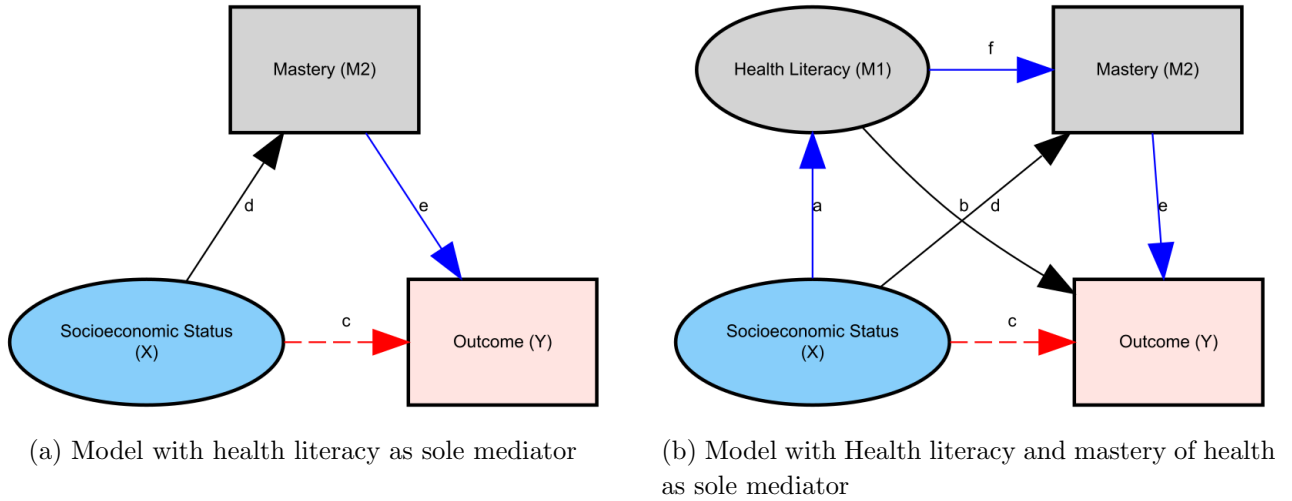 Mastery (M2)
d
e
Socioeconomic Status
(X)
c
Outcome (Y)
(a) Model with health literacy as sole mediator
Health Literacy (M1)
f
Mastery (M2)
a
b
d
e
Socioeconomic Status
(X)
c
Outcome (Y)
(b) Model with Health literacy and mastery of health
as sole mediator